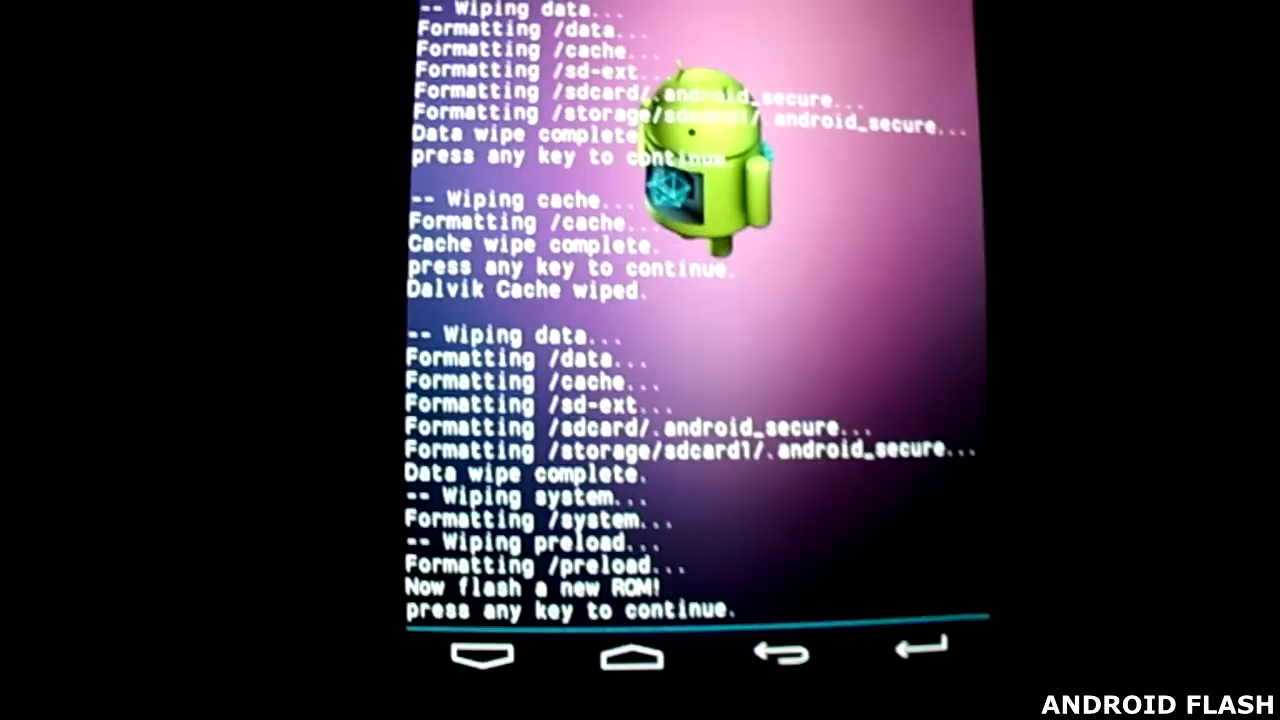 -- Wiping data...
Formatting /data...
Formatting /cache...
Formatting /sd-ext...
Formatting /sdcard/.android_secure...
Formatting /storage/sdcard1/.android_secure...
Data wipe complete
press any key to continue.
-- Wiping cache...
Formatting /cache...
Cache wipe complete.
press any key to continue.
Dalvik Cache wiped.
-- Wiping data...
Formatting /data...
Formatting /cache...
Formatting /sd-ext...
Formatting /sdcard/.android_secure...
Formatting /storage/sdcard1/.android_secure...
Data wipe complete.
-- Wiping system...
Formatting /system...
-- Wiping preload...
Formatting /preload...
Now flash a new ROM!
press any key to continue.
ANDROID FLASH